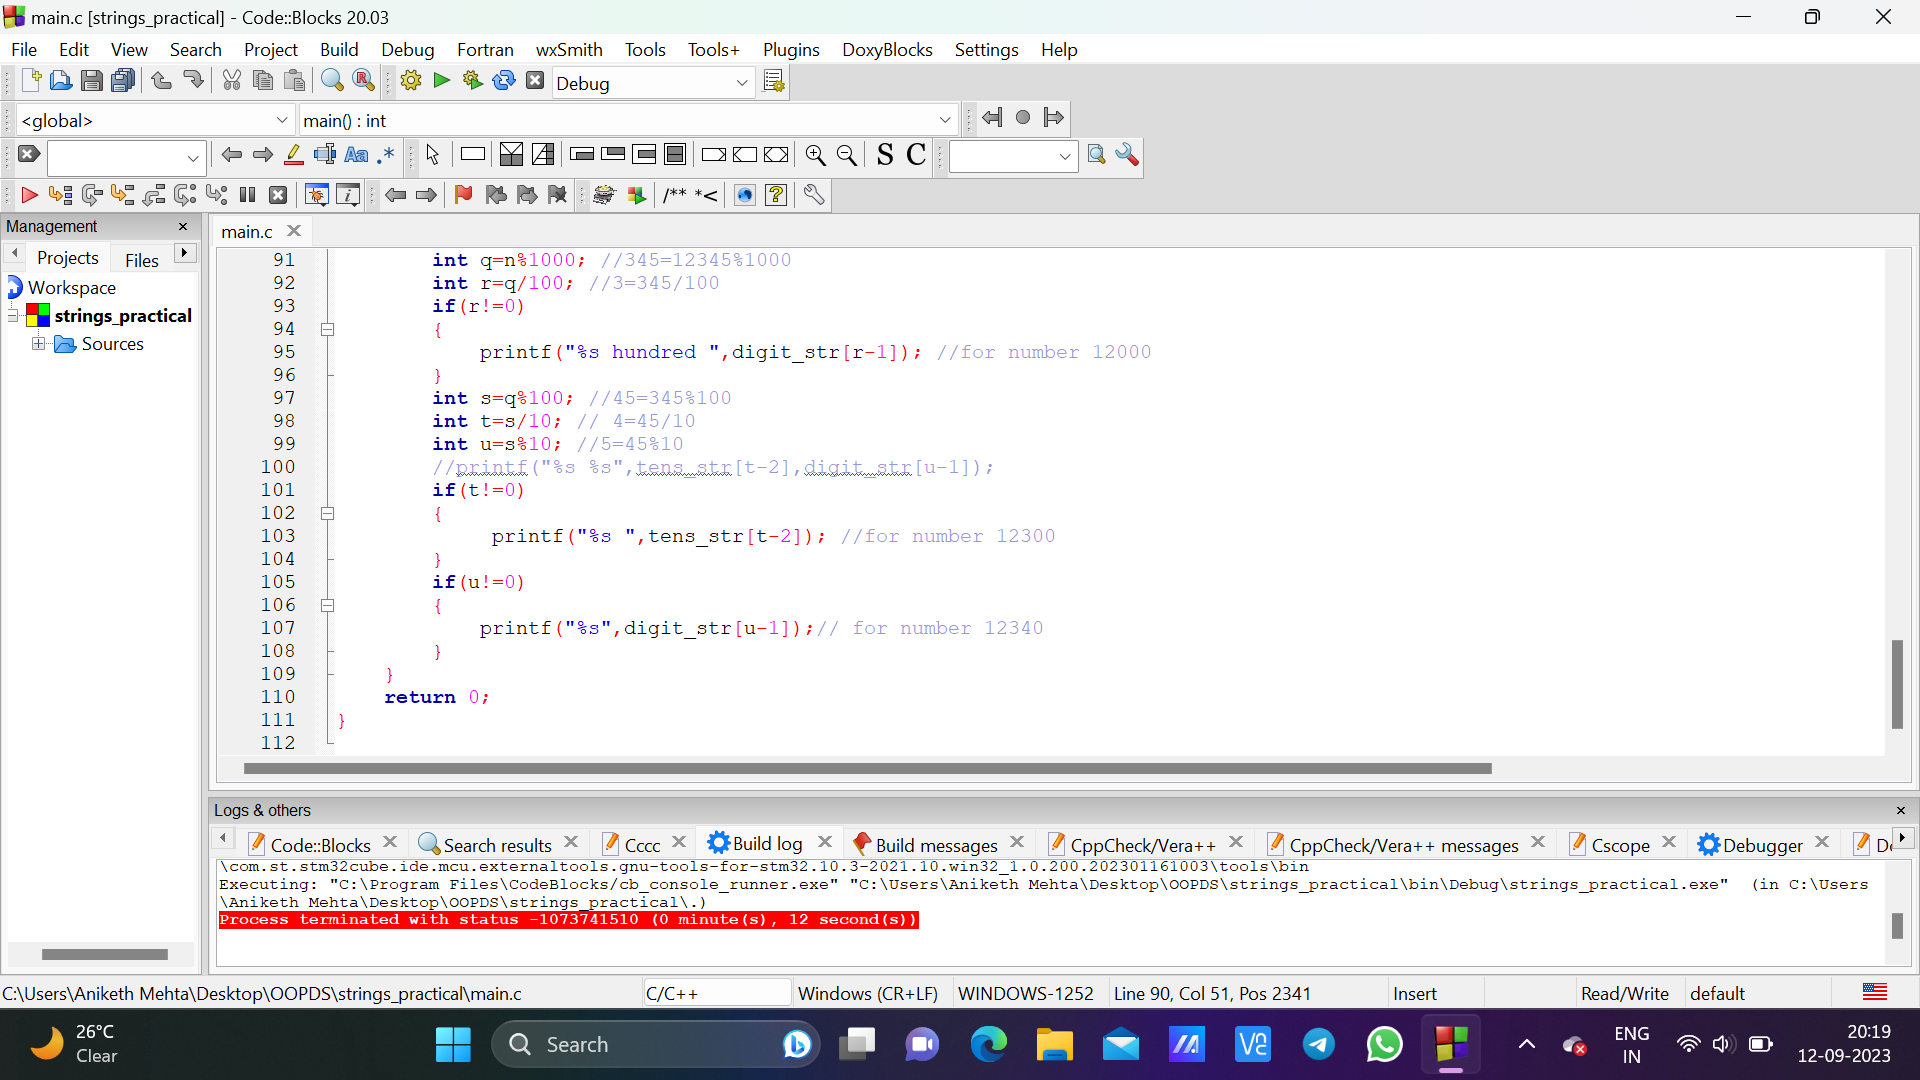 main.c [strings_practical] - Code::Blocks 20.03
File Edit View Search Project Build Debug Fortran wxSmith Tools Tools+ Plugins DoxyBlocks Settings Help
Debug
<global> main() : int
Aa .* S C
/** *<
Management
main.c
Projects Files
Workspace
strings_practical
Sources
91 int q=n%1000; //345=12345%1000
92 int r=q/100; //3=345/100
93 if(r!=0)
94 {
95 printf("%s hundred ",digit_str[r-1]); //for number 12000
96 }
97 int s=q%100; //45=345%100
98 int t=s/10; // 4=45/10
99 int u=s%10; //5=45%10
100 //printf("%s %s",tens_str[t-2],digit_str[u-1]);
101 if(t!=0)
102 {
103 printf("%s ",tens_str[t-2]); //for number 12300
104 }
105 if(u!=0)
106 {
107 printf("%s",digit_str[u-1]);// for number 12340
108 }
109 }
110 return 0;
111 }
112
Logs & others
Code::Blocks Search results Cccc Build log Build messages CppCheck/Vera++ CppCheck/Vera++ messages Cscope Debugger
\com.st.stm32cube.ide.mcu.externaltools.gnu-tools-for-stm32.10.3-2021.10.win32_1.0.200.202301161003\tools\bin
Executing: "C:\Program Files\CodeBlocks/cb_console_runner.exe" "C:\Users\Aniketh Mehta\Desktop\OOPDS\strings_practical\bin\Debug\strings_practical.exe" (in C:\Users
\Aniketh Mehta\Desktop\OOPDS\strings_practical\.)
Process terminated with status -1073741510 (0 minute(s), 12 second(s))
C:\Users\Aniketh Mehta\Desktop\OOPDS\strings_practical\main.c C/C++ Windows (CR+LF) WINDOWS-1252 Line 90, Col 51, Pos 2341 Insert Read/Write default
26°C
Clear
Search
ENG
IN
20:19
12-09-2023